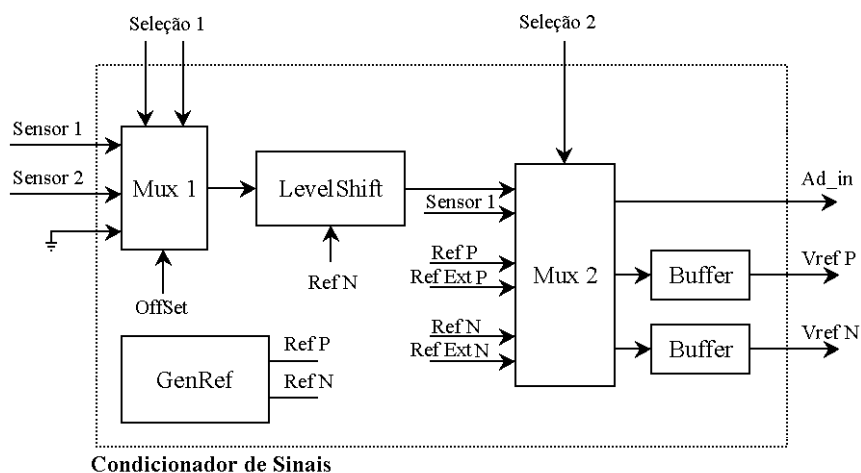 Seleção 1
Seleção 2
Sensor 1
Sensor 2
Mux 1
LevelShift
Sensor 1
Ad_in
Ref P
Ref Ext P
Mux 2
Buffer
Vref P
Ref N
OffSet
Ref N
Ref Ext N
Buffer
Vref N
GenRef
Ref P
Ref N
Condicionador de Sinais